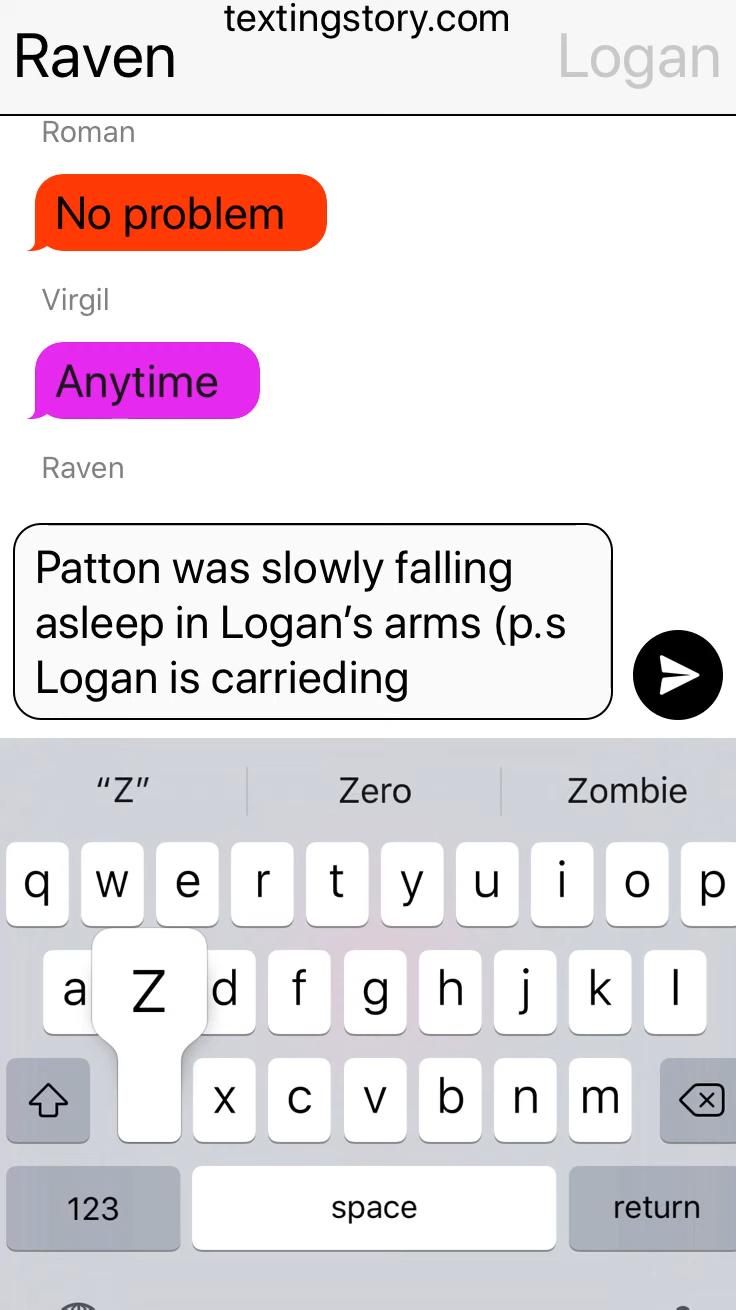 textingstory.com
Raven
Logan
Roman
No problem
Virgil
Anytime
Raven
Patton was slowly falling
asleep in Logan’s arms (p.s
Logan is carrieding
“Z” Zero Zombie
q w e r t y u i o p
a Z d f g h j k l
x c v b n m
123 space return